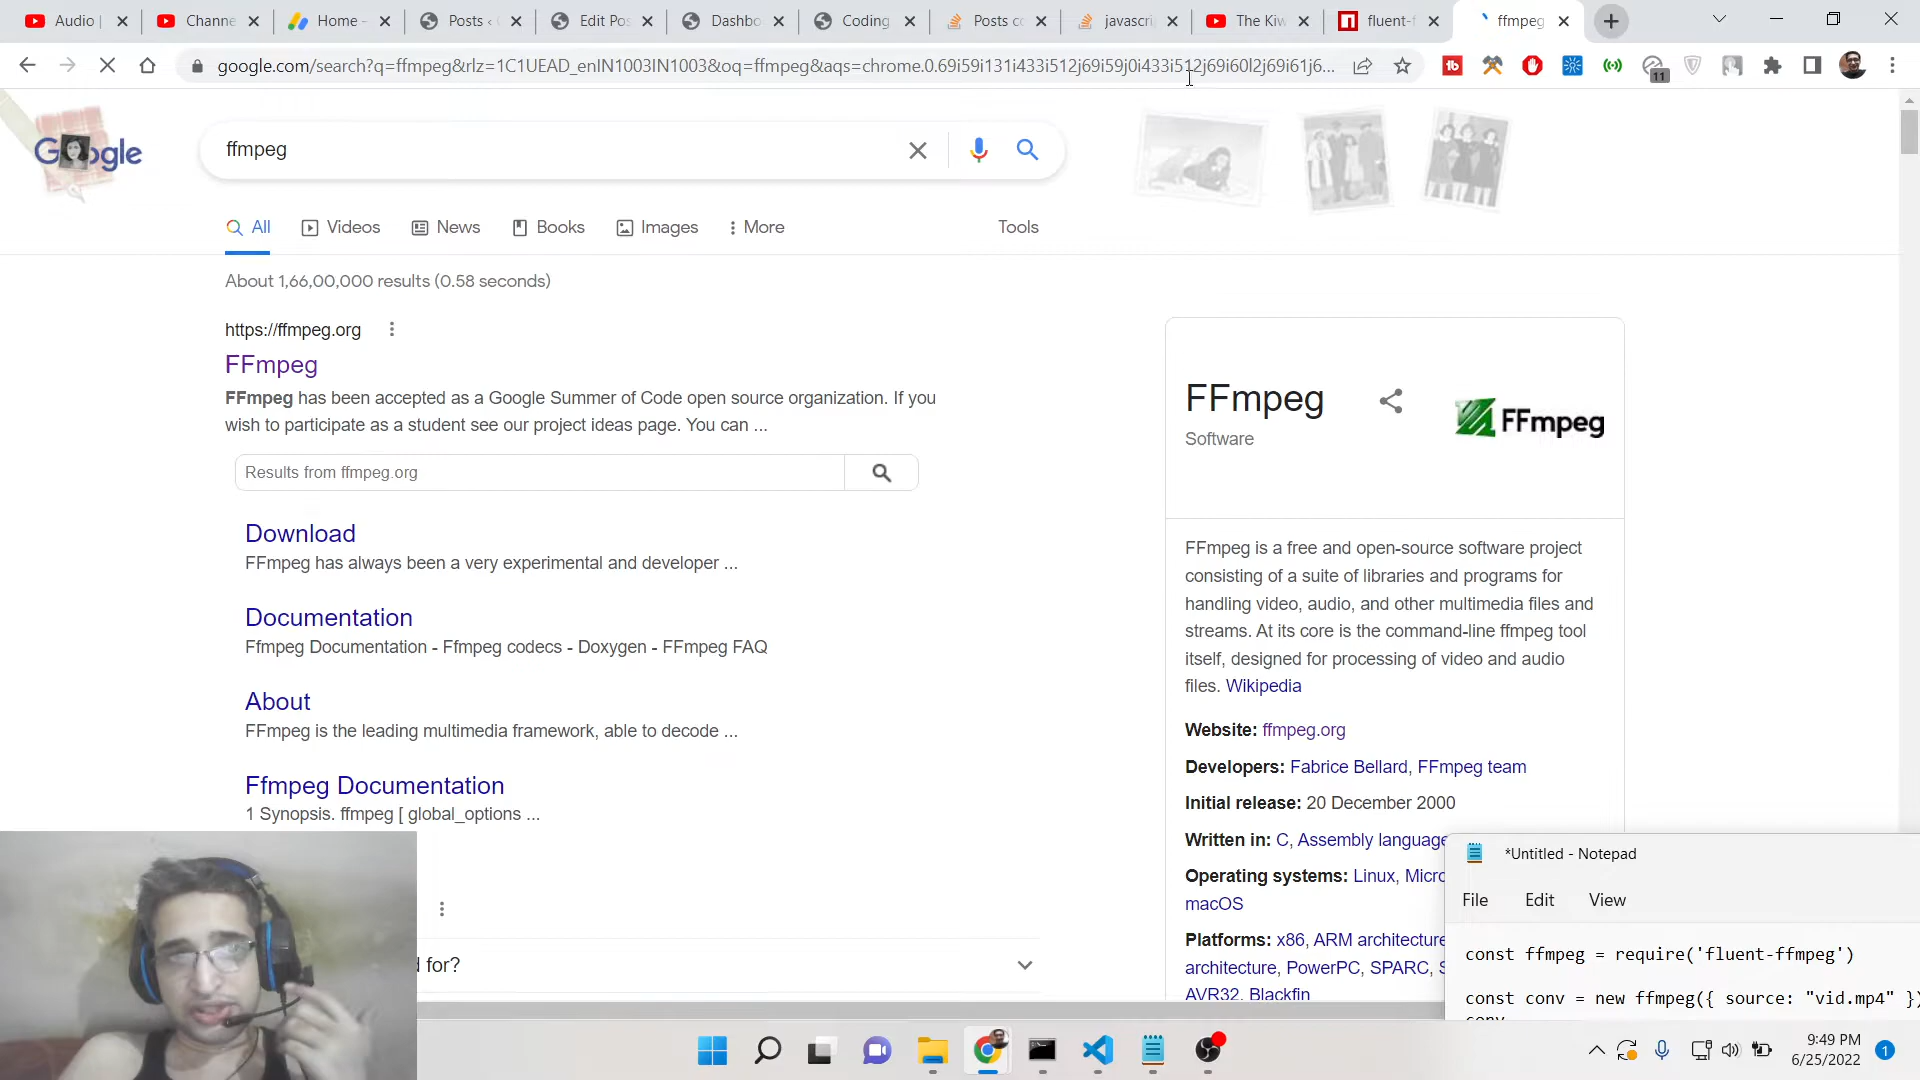 Audio |
Channe
Home –
Posts ‹
Edit Pos
Dashbo
Coding
Posts co
javascri
The Kiw
fluent-f
ffmpeg
google.com/search?q=ffmpeg&rlz=1C1UEAD_enIN1003IN1003&oq=ffmpeg&aqs=chrome.0.69i59i131i433i512j69i59j0i433i512j69i60l2j69i61j6...
11
Google
ffmpeg
All
Videos
News
Books
Images
More
Tools
About 1,66,00,000 results (0.58 seconds)
https://ffmpeg.org
FFmpeg
FFmpeg has been accepted as a Google Summer of Code open source organization. If you
wish to participate as a student see our project ideas page. You can ...
Results from ffmpeg.org
Download
FFmpeg has always been a very experimental and developer ...
Documentation
Ffmpeg Documentation - Ffmpeg codecs - Doxygen - FFmpeg FAQ
About
FFmpeg is the leading multimedia framework, able to decode ...
Ffmpeg Documentation
1 Synopsis. ffmpeg [ global_options ...
for?
FFmpeg
Software
FFmpeg
FFmpeg is a free and open-source software project
consisting of a suite of libraries and programs for
handling video, audio, and other multimedia files and
streams. At its core is the command-line ffmpeg tool
itself, designed for processing of video and audio
files. Wikipedia
Website: ffmpeg.org
Developers: Fabrice Bellard, FFmpeg team
Initial release: 20 December 2000
Written in: C, Assembly language
Operating systems: Linux, Micro
macOS
Platforms: x86, ARM architecture
architecture, PowerPC, SPARC, S
AVR32, Blackfin
*Untitled - Notepad
File
Edit
View
const ffmpeg = require('fluent-ffmpeg')
const conv = new ffmpeg({ source: "vid.mp4" })
conv
9:49 PM
6/25/2022
1